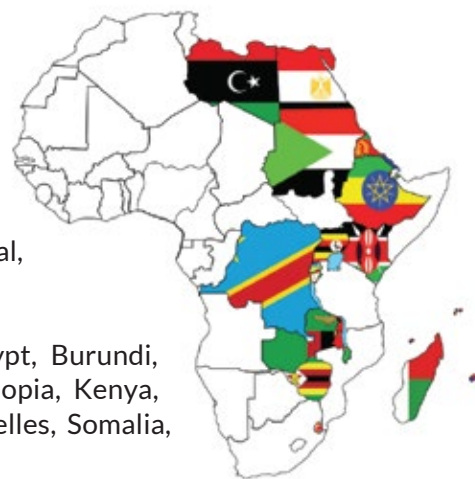 al,
ypt, Burundi,
opia, Kenya,
elles, Somalia,